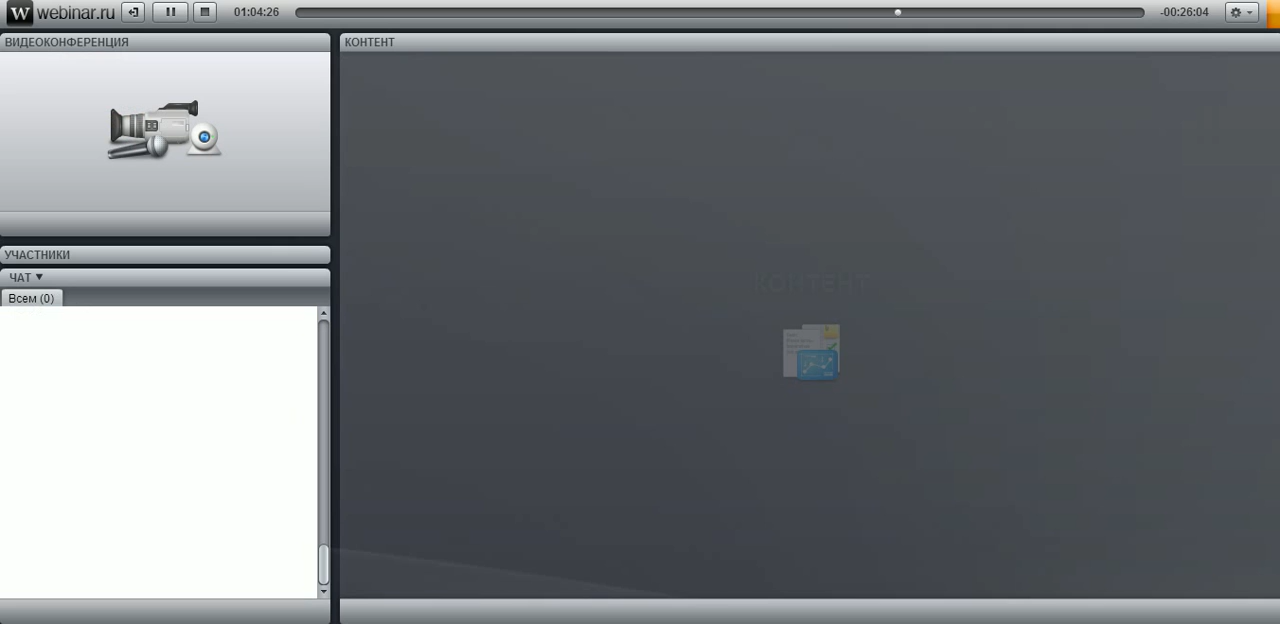 W webinar.ru 01:04:26 -00:26:04
ВИДЕОКОНФЕРЕНЦИЯ
КОНТЕНТ
УЧАСТНИКИ
ЧАТ
Всем (0)
КОНТЕНТ